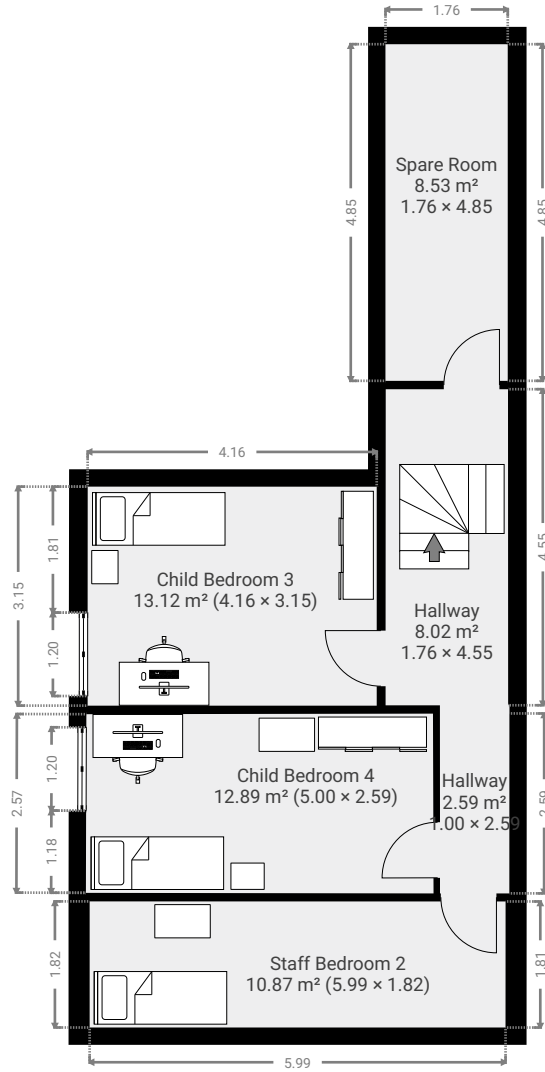 1.76
4.85
4.85
Spare Room
8.53 m²
1.76 × 4.85
4.16
4.55
1.81
3.15
1.20
Child Bedroom 3
13.12 m² (4.16 × 3.15)
Hallway
8.02 m²
1.76 × 4.55
1.20
2.57
1.18
Child Bedroom 4
12.89 m² (5.00 × 2.59)
Hallway
2.59 m²
1.00 × 2.59
2.59
1.82
Staff Bedroom 2
10.87 m² (5.99 × 1.82)
1.81
5.99